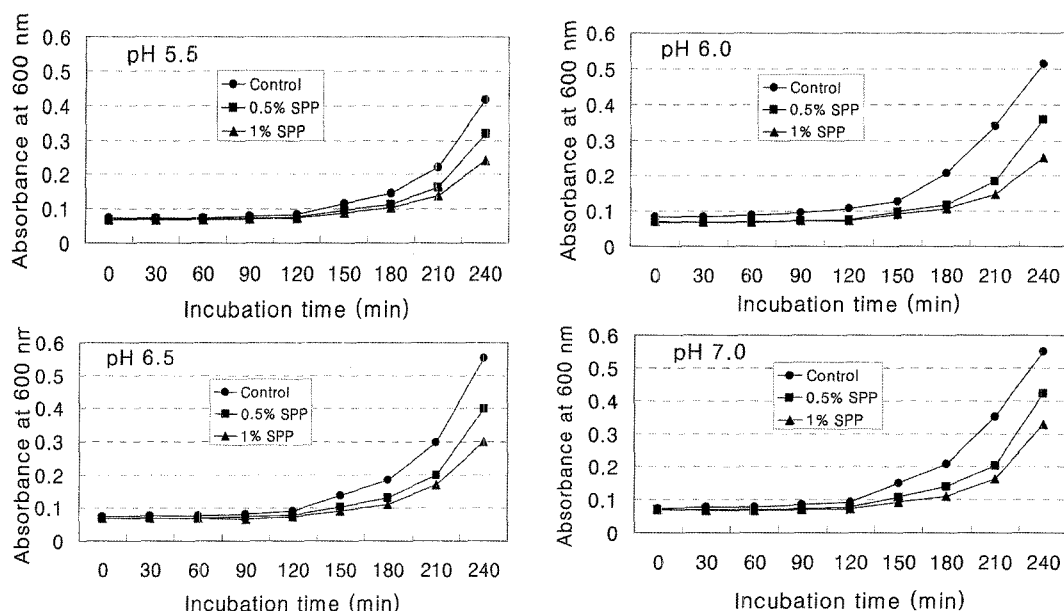 pH 5.5
Absorbance at 600 nm
0.6
0.5
0.4
0.3
0.2
0.1
0
Control
0.5% SPP
1% SPP
0 30 60 90 120 150 180 210 240
Incubation time (min)
pH 6.0
Absorbance at 600 nm
0.6
0.5
0.4
0.3
0.2
0.1
0
Control
0.5% SPP
1% SPP
0 30 60 90 120 150 180 210 240
Incubation time (min)
pH 6.5
Absorbance at 600 nm
0.6
0.5
0.4
0.3
0.2
0.1
0
Control
0.5% SPP
1% SPP
0 30 60 90 120 150 180 210 240
Incubation time (min)
pH 7.0
Absorbance at 600 nm
0.6
0.5
0.4
0.3
0.2
0.1
0
Control
0.5% SPP
1% SPP
0 30 60 90 120 150 180 210 240
Incubation time (min)